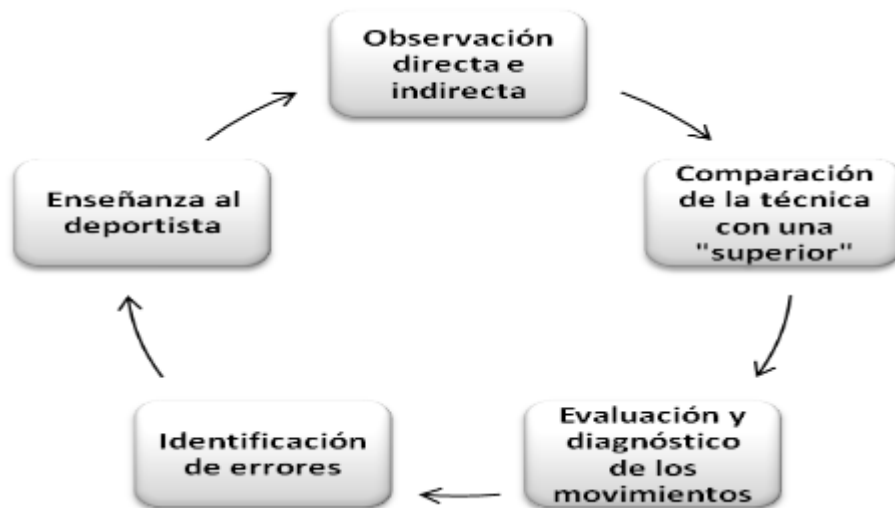 Observación
directa e
indirecta
Comparación
de la técnica
con una
"superior"
Evaluación y
diagnóstico
de los
movimientos
Identificación
de errores
Enseñanza al
deportista